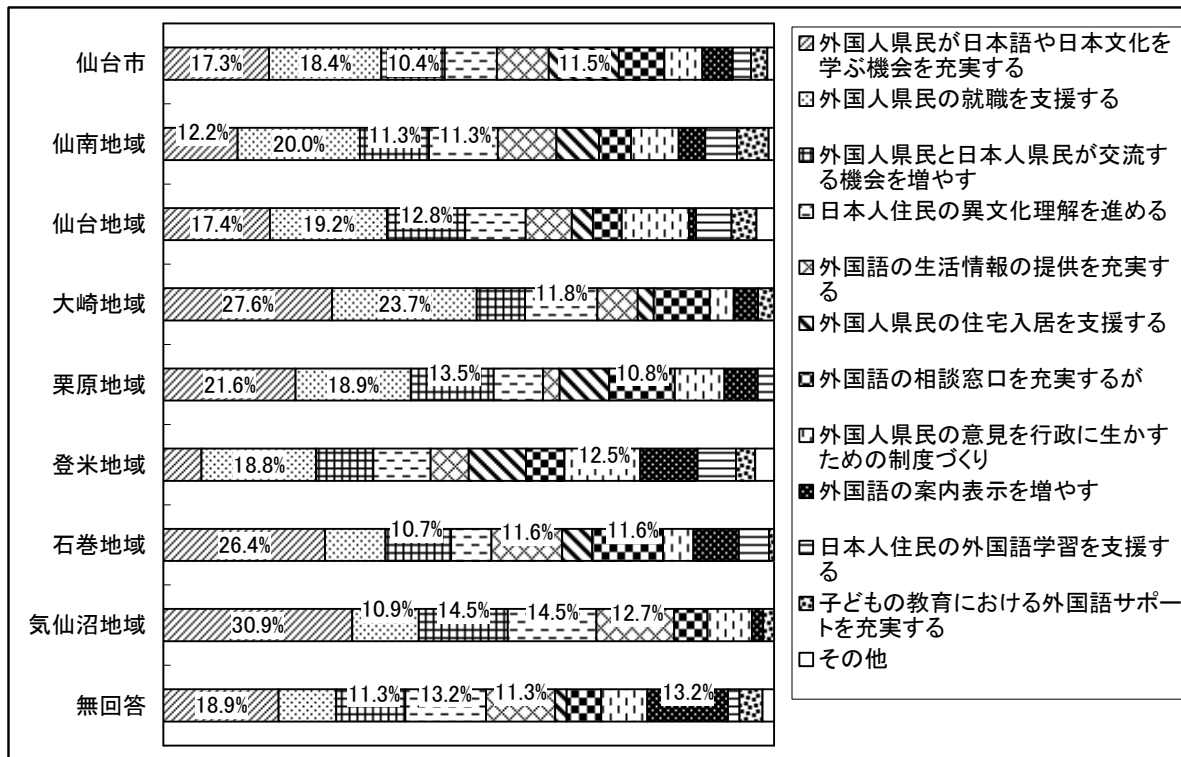 仙台市
17.3%
18.4%
10.4%
11.5%
仙南地域
12.2%
20.0%
11.3%
11.3%
仙台地域
17.4%
19.2%
12.8%
大崎地域
27.6%
23.7%
11.8%
栗原地域
21.6%
18.9%
13.5%
10.8%
登米地域
18.8%
12.5%
石巻地域
26.4%
10.7%
11.6%
11.6%
気仙沼地域
30.9%
10.9%
14.5%
14.5%
12.7%
無回答
18.9%
11.3%
13.2%
11.3%
13.2%
外国人県民が日本語や日本文化を
学ぶ機会を充実する
外国人県民の就職を支援する
外国人県民と日本人県民が交流す
る機会を増やす
日本人住民の異文化理解を進める
外国語の生活情報の提供を充実す
る
外国人県民の住宅入居を支援する
外国語の相談窓口を充実するが
外国人県民の意見を行政に生かす
ための制度づくり
外国語の案内表示を増やす
日本人住民の外国語学習を支援す
る
子どもの教育における外国語サポー
トを充実する
その他